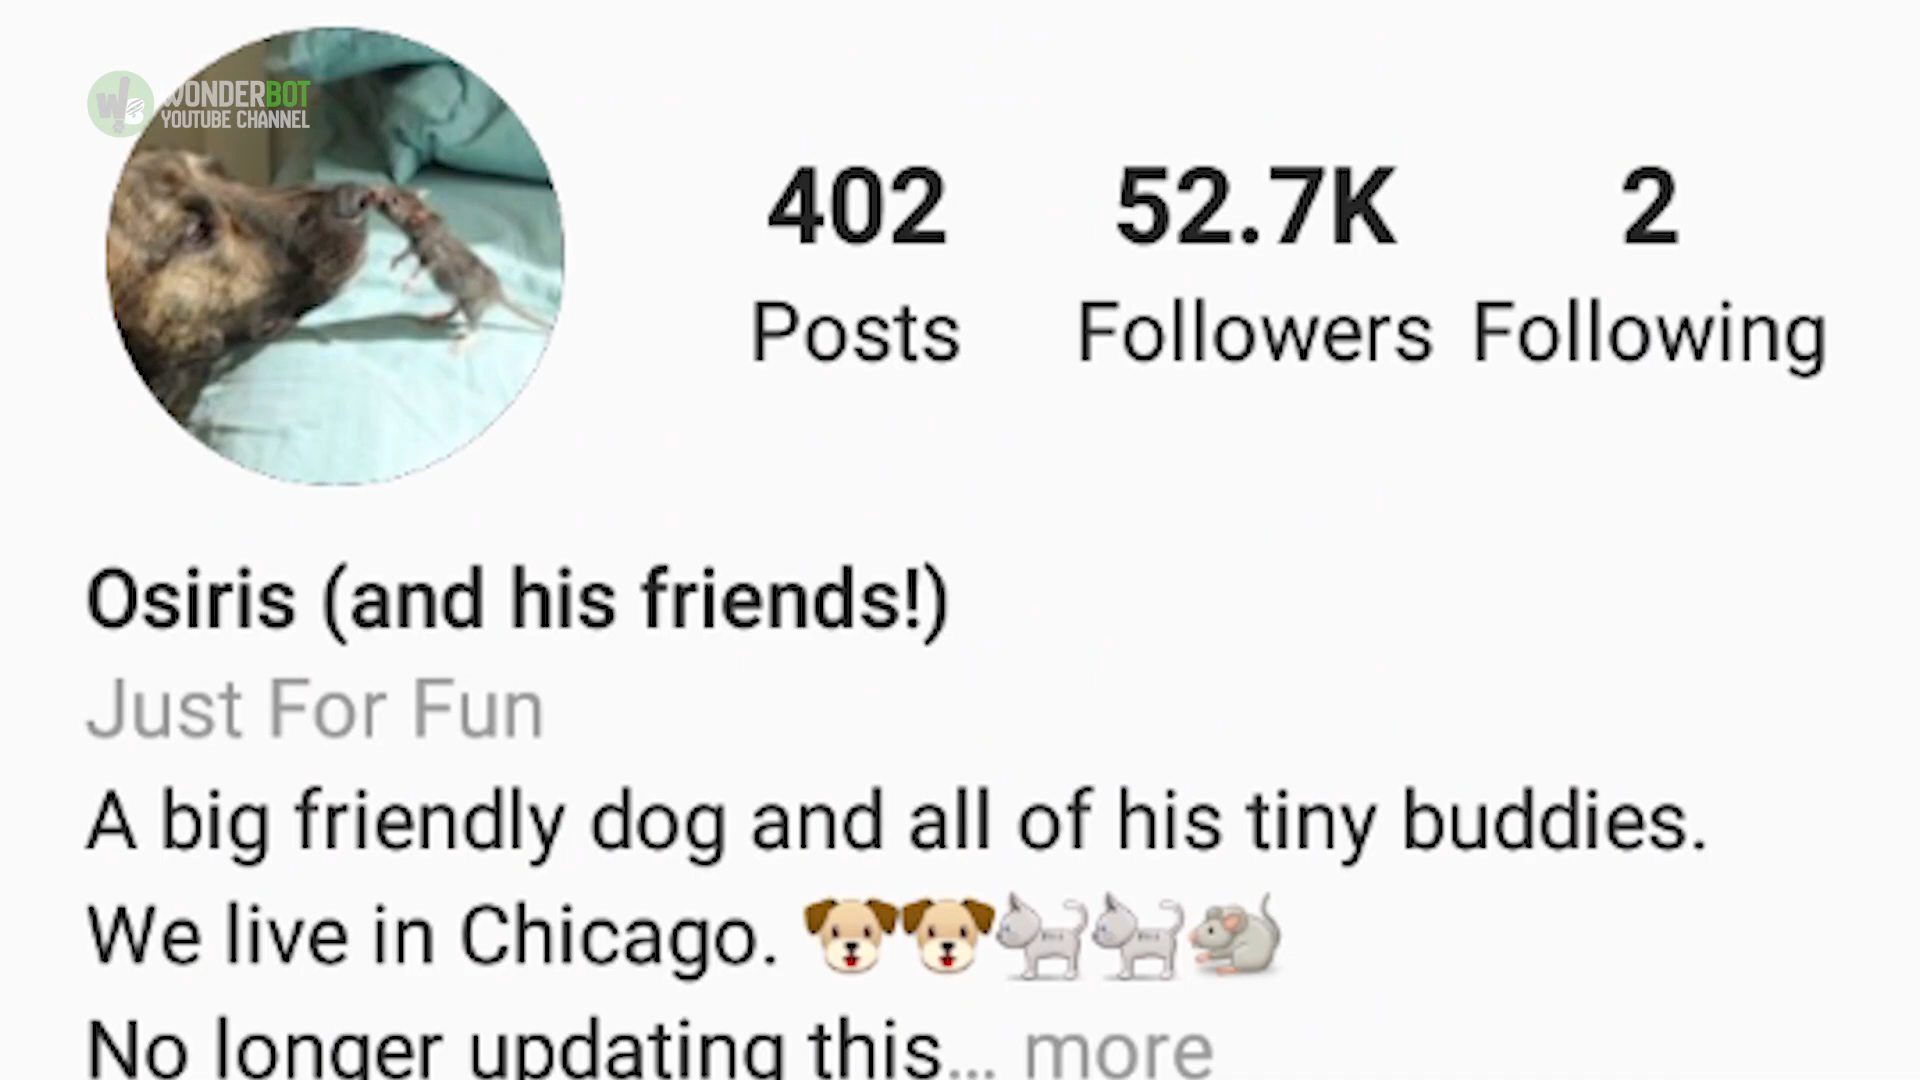 WONDERBOT
YOUTUBE CHANNEL
402 52.7K 2
Posts Followers Following
Osiris (and his friends!)
Just For Fun
A big friendly dog and all of his tiny buddies.
We live in Chicago. 🐶🐶🐈🐈🐁
No longer updating this... more